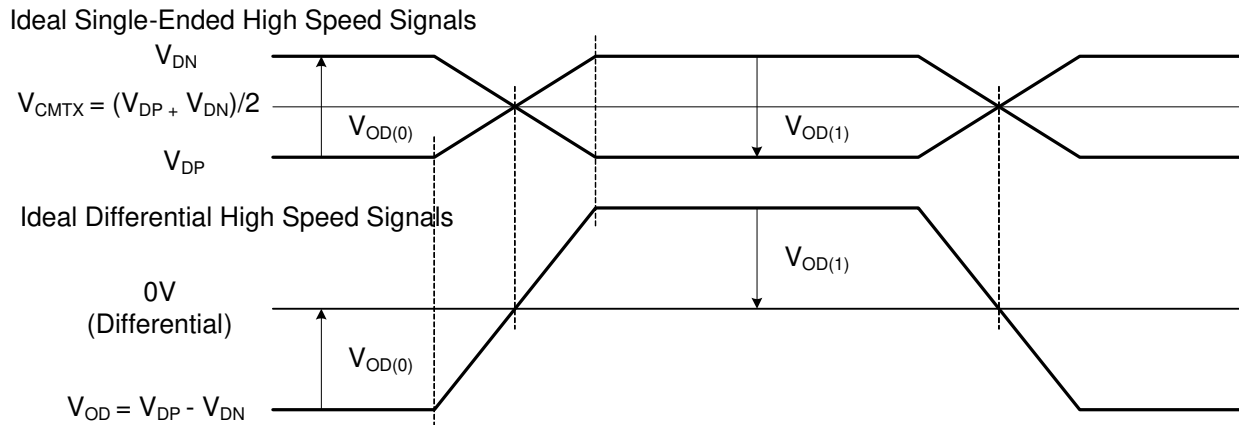 Ideal Single-Ended High Speed Signals
V_DN
V_CMTX = (V_DP + V_DN)/2
V_OD(0)
V_OD(1)
V_DP
Ideal Differential High Speed Signals
V_OD(1)
0V
(Differential)
V_OD(0)
V_OD = V_DP - V_DN